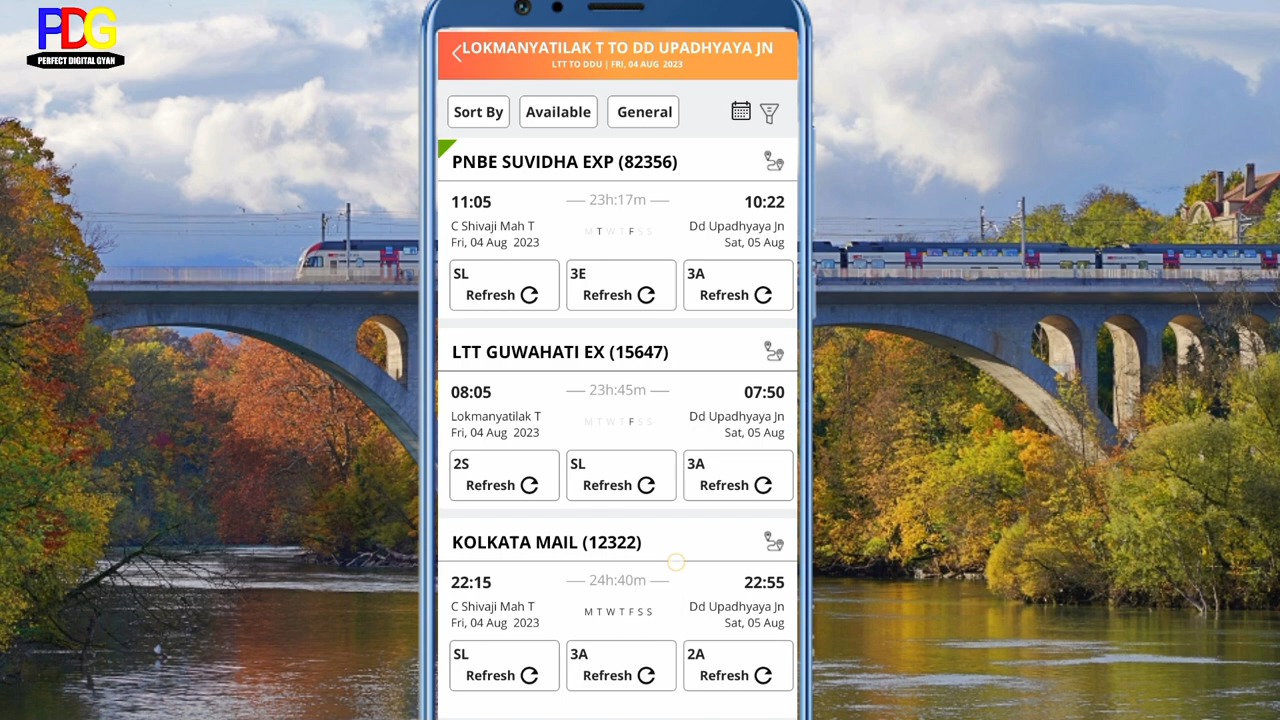 PDG
PERFECT DIGITAL GYAN
LOKMANYATILAK T TO DD UPADHYAYA JN
LTT TO DDU | FRI, 04 AUG 2023
Sort By Available General
PNBE SUVIDHA EXP (82356)
11:05 23h:17m 10:22
C Shivaji Mah T M T W T F S S Dd Upadhyaya Jn
Fri, 04 Aug 2023 Sat, 05 Aug
SL 3E 3A
Refresh Refresh Refresh
LTT GUWAHATI EX (15647)
08:05 23h:45m 07:50
Lokmanyatilak T M T W T F S S Dd Upadhyaya Jn
Fri, 04 Aug 2023 Sat, 05 Aug
2S SL 3A
Refresh Refresh Refresh
KOLKATA MAIL (12322)
22:15 24h:40m 22:55
C Shivaji Mah T M T W T F S S Dd Upadhyaya Jn
Fri, 04 Aug 2023 Sat, 05 Aug
SL 3A 2A
Refresh Refresh Refresh